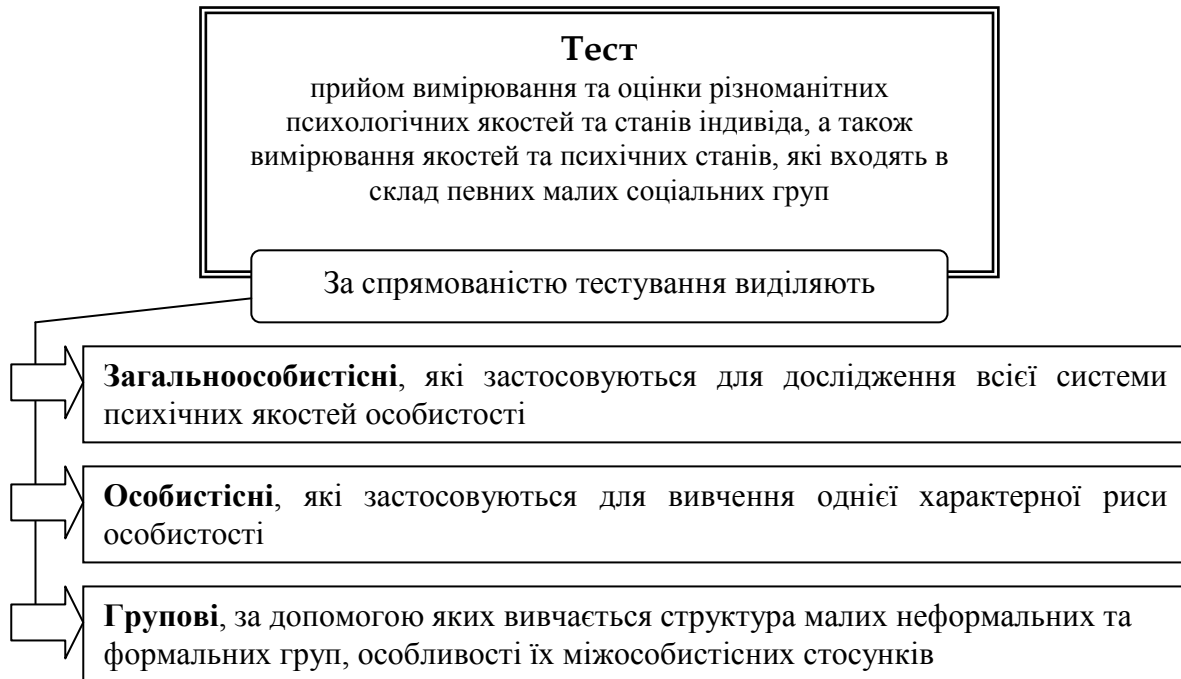 Тест
прийом вимірювання та оцінки різноманітних
психологічних якостей та станів індивіда, а також
вимірювання якостей та психічних станів, які входять в
склад певних малих соціальних груп
За спрямованістю тестування виділяють
Загальноособистісні, які застосовуються для дослідження всієї системи
психічних якостей особистості
Особистісні, які застосовуються для вивчення однієї характерної риси
особистості
Групові, за допомогою яких вивчається структура малих неформальних та
формальних груп, особливості їх міжособистісних стосунків